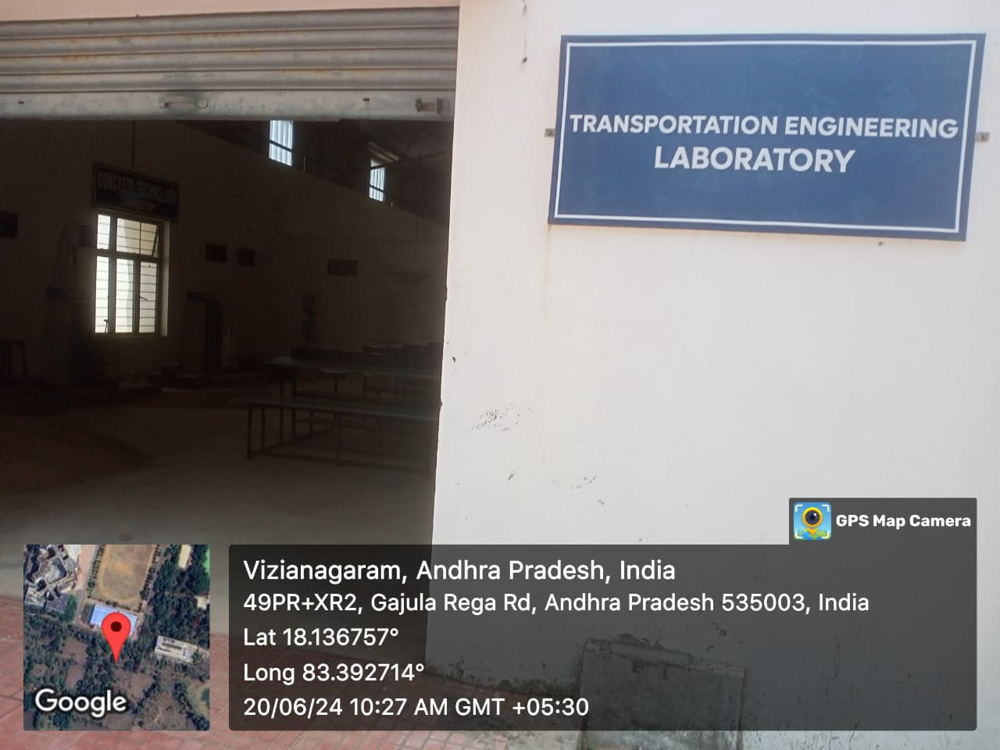 TRANSPORTATION ENGINEERING
LABORATORY
CONCRETE TECHNOLOGY
LABORATORY
GPS Map Camera
Vizianagaram, Andhra Pradesh, India
49PR+XR2, Gajula Rega Rd, Andhra Pradesh 535003, India
Lat 18.136757°
Long 83.392714°
20/06/24 10:27 AM GMT +05:30
Google